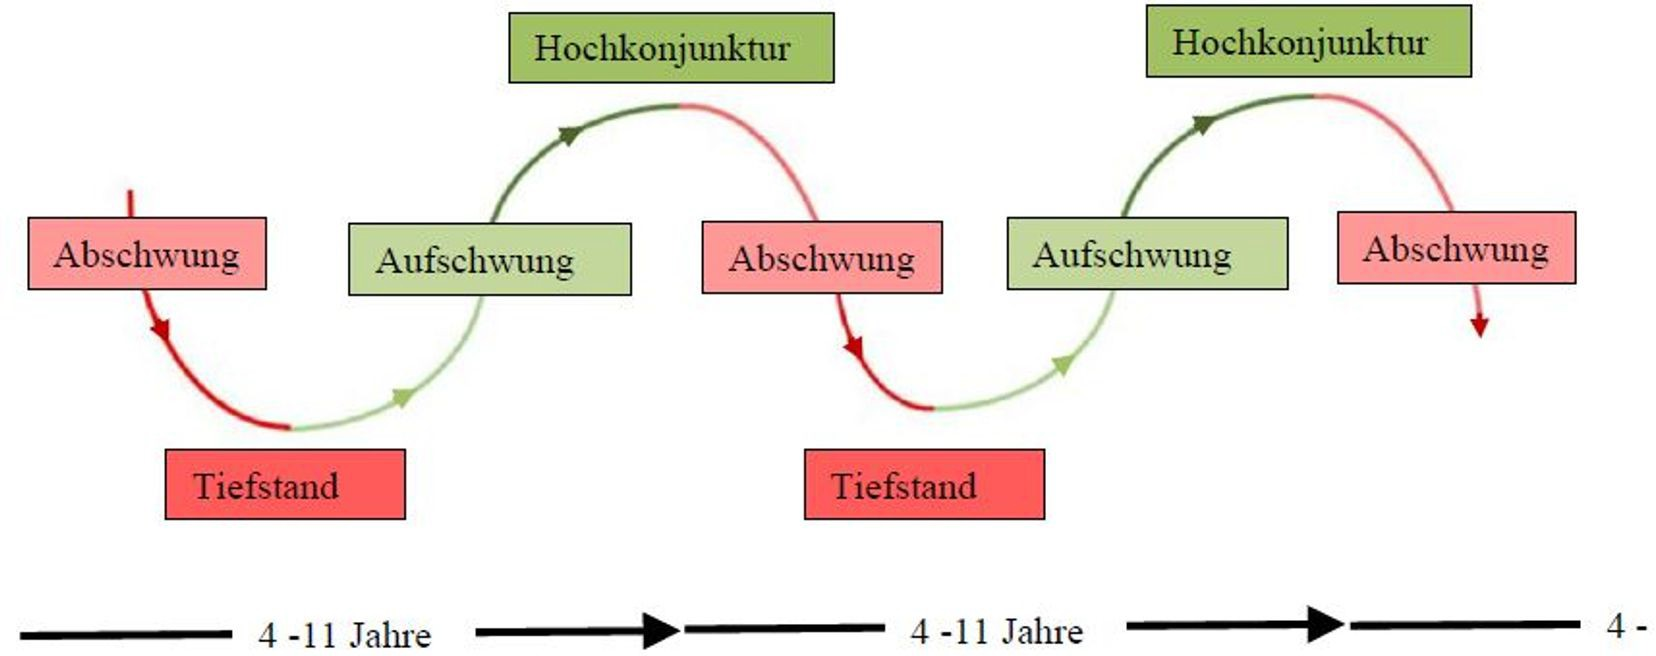 Hochkonjunktur
Hochkonjunktur
Abschwung
Aufschwung
Abschwung
Aufschwung
Abschwung
Tiefstand
Tiefstand
4 -11 Jahre
4 -11 Jahre
4 -